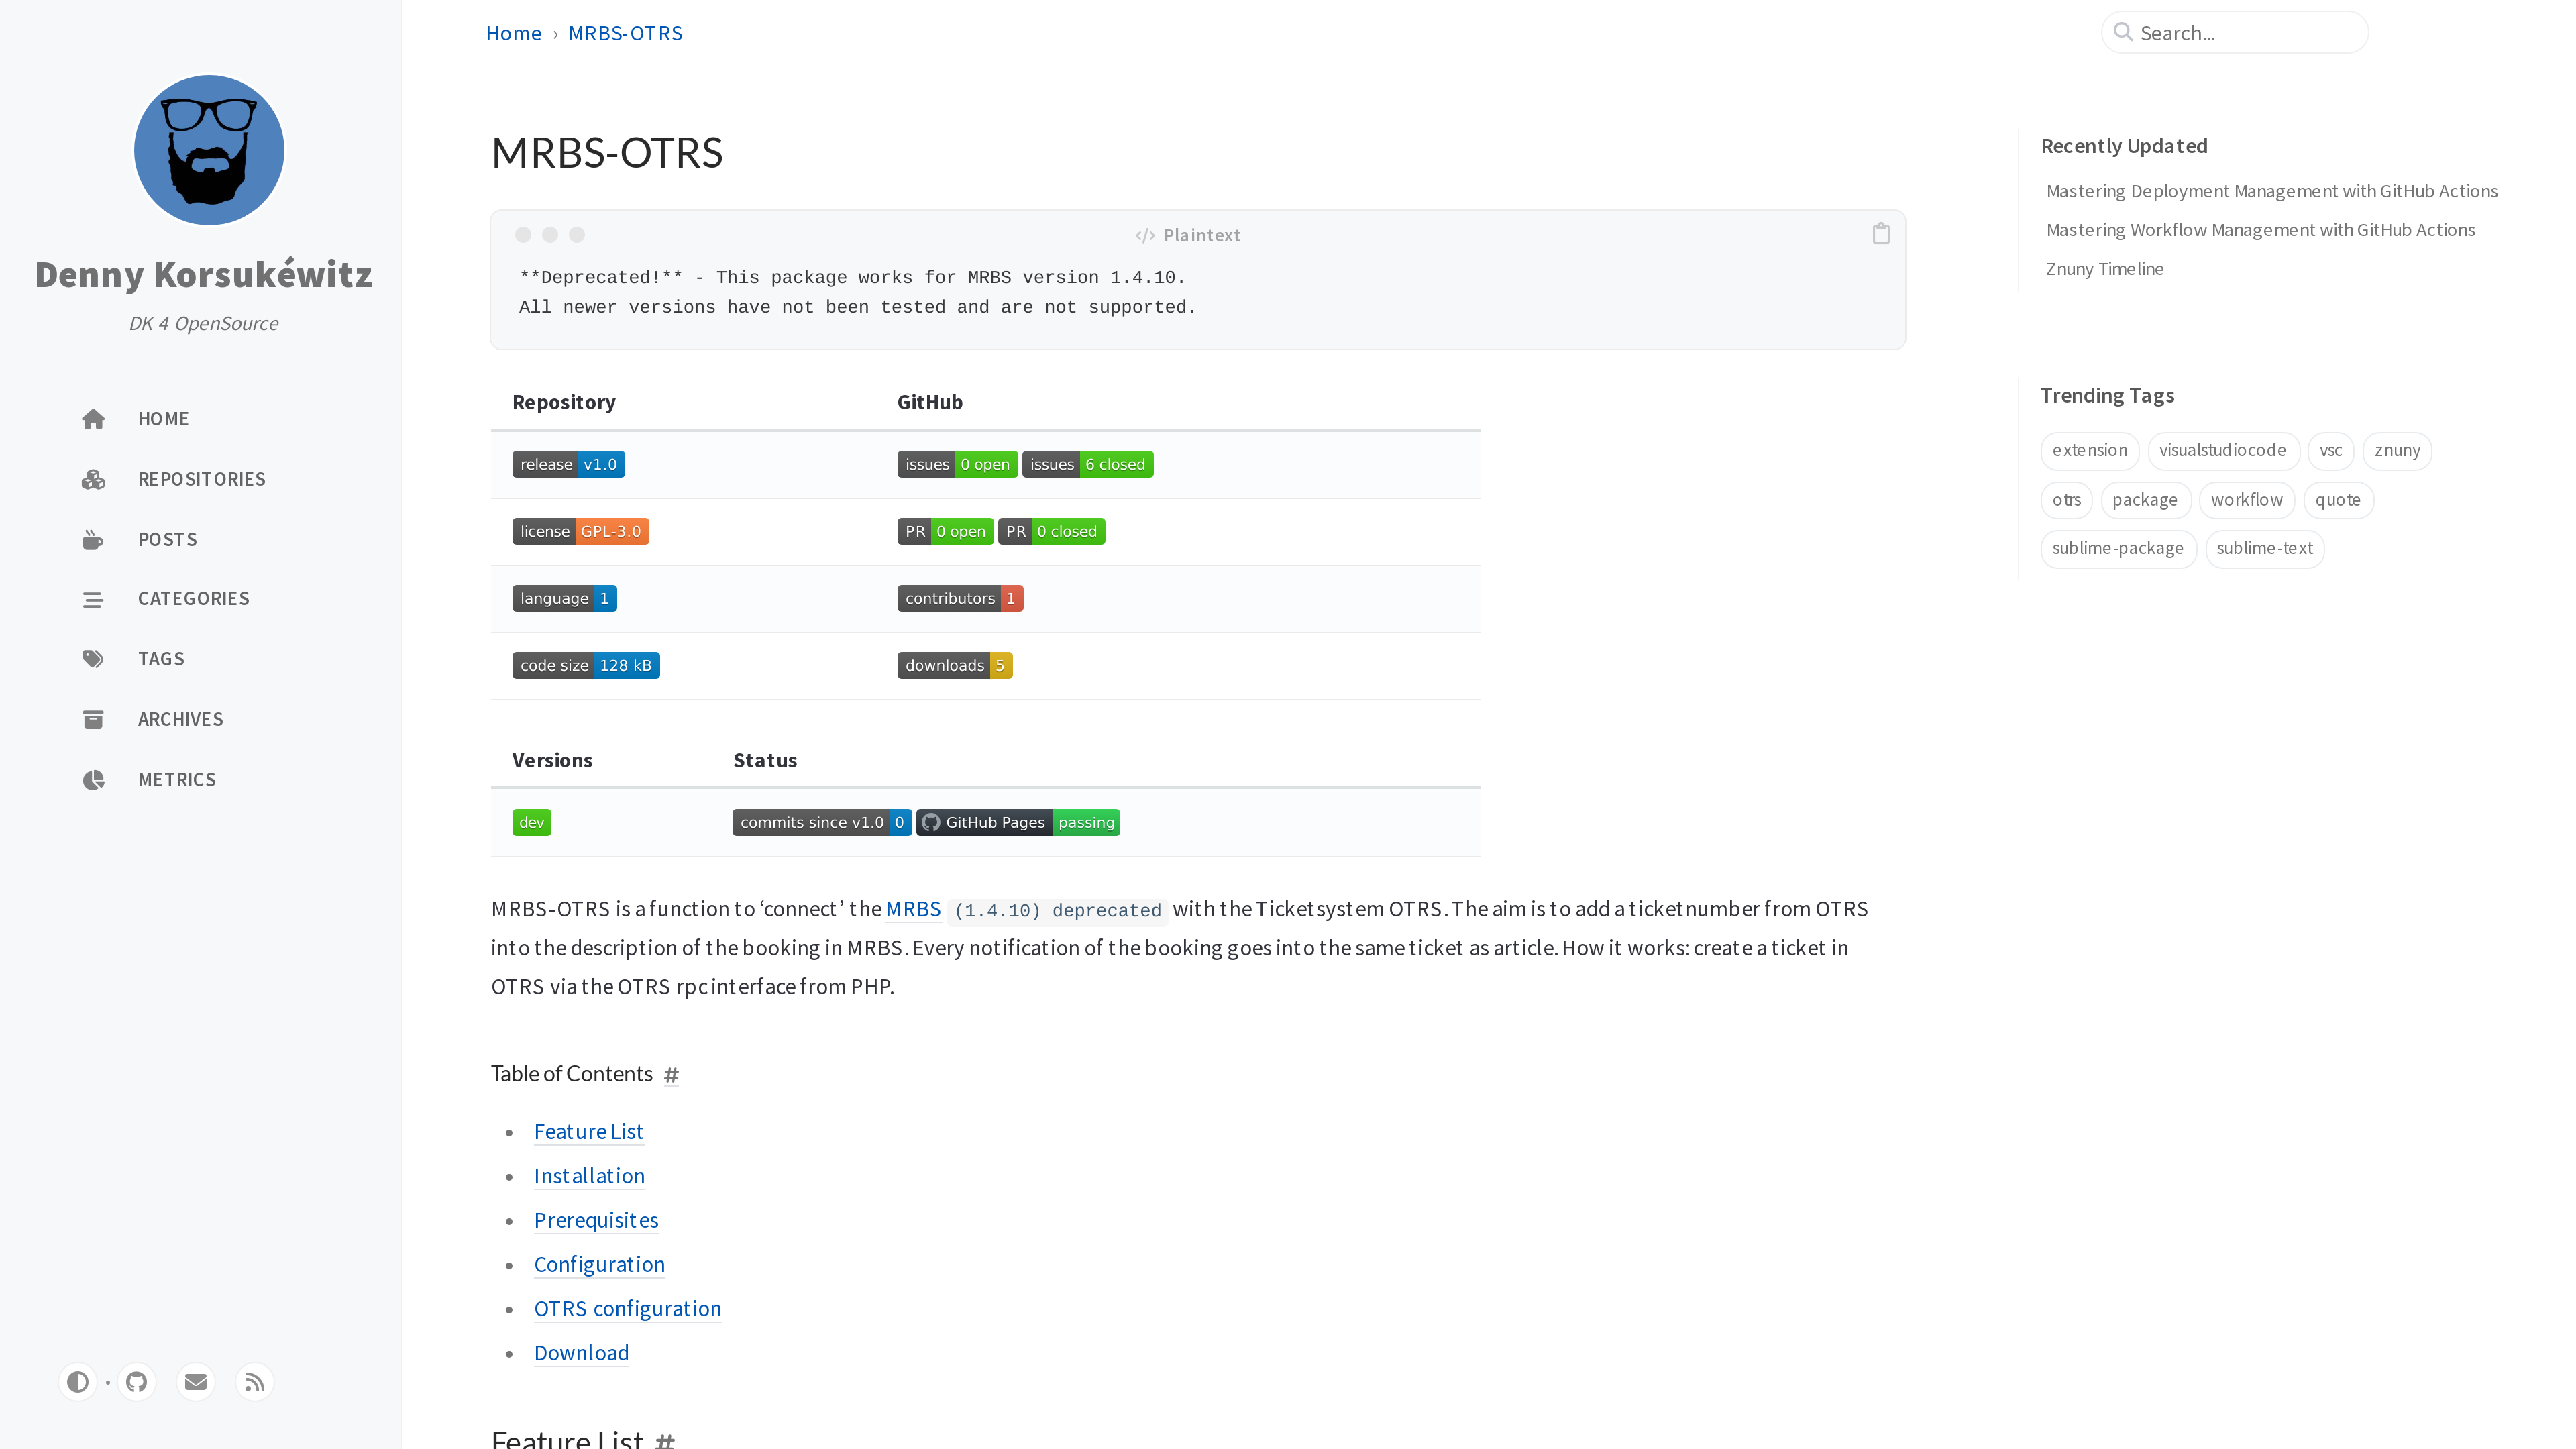 Denny Korsukéwitz
DK 4 OpenSource
HOME
REPOSITORIES
POSTS
CATEGORIES
TAGS
ARCHIVES
METRICS
Home › MRBS-OTRS
Search...
MRBS-OTRS
Plaintext
**Deprecated!** - This package works for MRBS version 1.4.10.
All newer versions have not been tested and are not supported.
Repository GitHub
release v1.0 issues 0 open issues 6 closed
license GPL-3.0 PR 0 open PR 0 closed
language 1 contributors 1
code size 128 kB downloads 5
Versions Status
dev commits since v1.0 0 GitHub Pages passing
MRBS-OTRS is a function to ‘connect’ the MRBS (1.4.10) deprecated with the Ticketsystem OTRS. The aim is to add a ticketnumber from OTRS
into the description of the booking in MRBS. Every notification of the booking goes into the same ticket as article. How it works: create a ticket in
OTRS via the OTRS rpc interface from PHP.
Table of Contents #
Feature List
Installation
Prerequisites
Configuration
OTRS configuration
Download
Feature List #
Recently Updated
Mastering Deployment Management with GitHub Actions
Mastering Workflow Management with GitHub Actions
Znuny Timeline
Trending Tags
extension visualstudiocode vsc znuny
otrs package workflow quote
sublime-package sublime-text